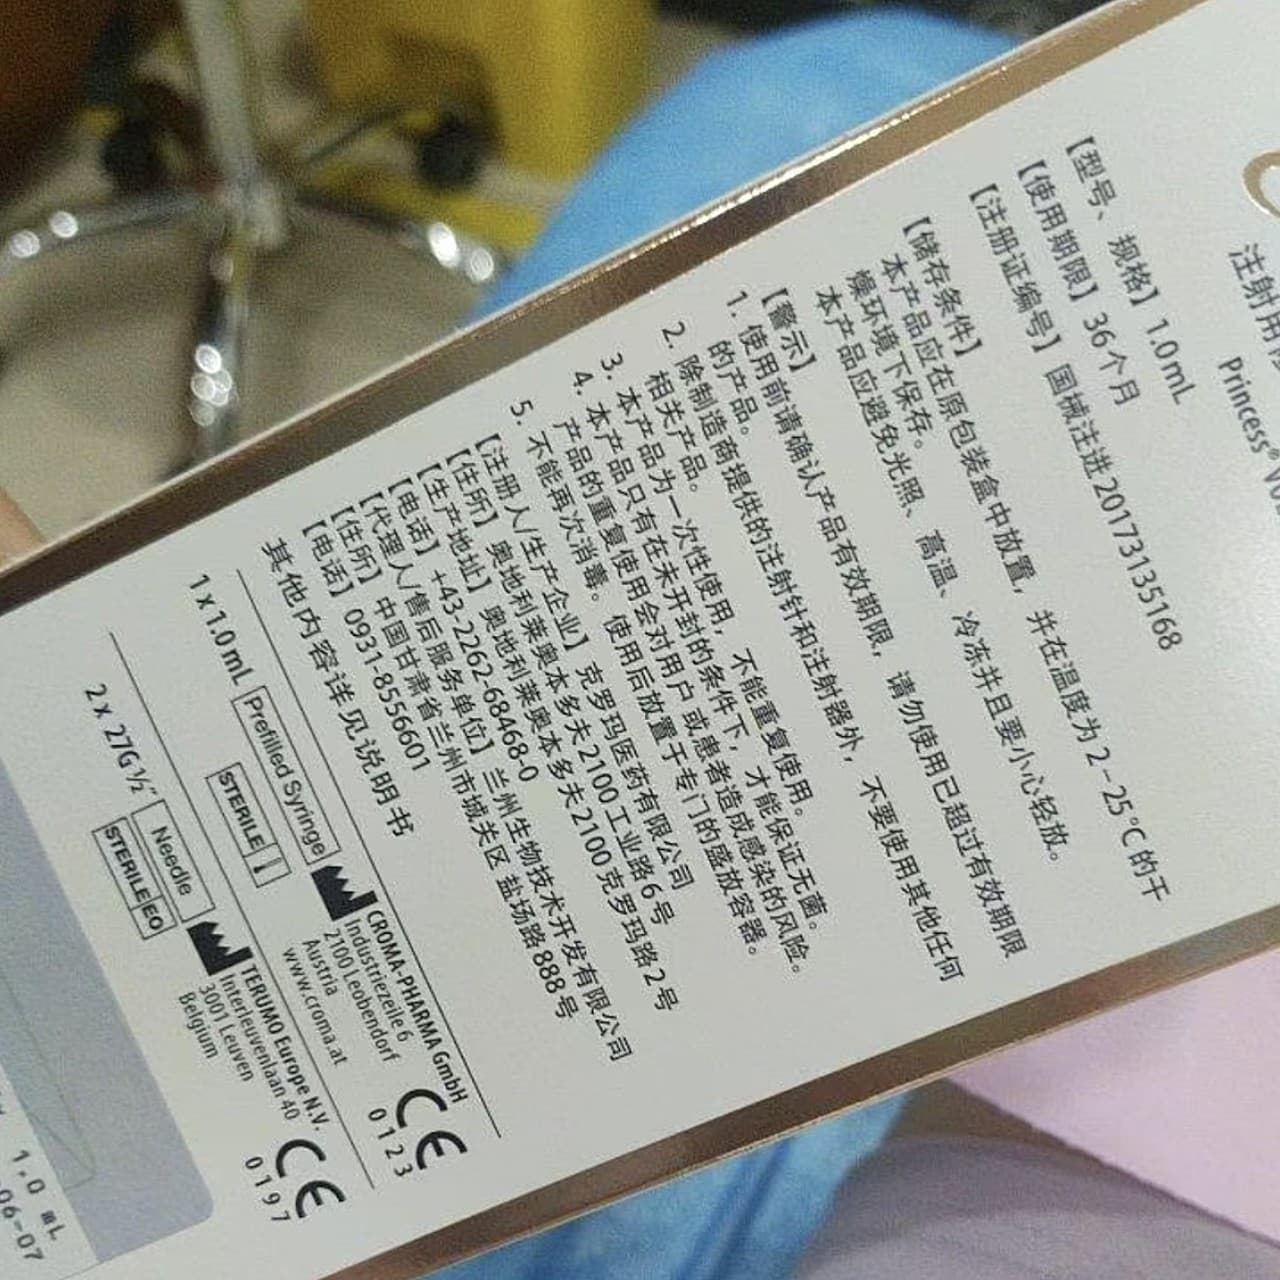 注射用
Princess®
【型号、规格】1.0mL
【使用期限】36个月
【注册证编号】国械注进20173135168
【储存条件】
本产品应在原包装盒中放置，并在温度为2-25℃的干
燥环境下保存。
本产品应避免光照、高温、冷冻并且要小心轻放。
【警示】
1. 使用前请确认产品有效期限，请勿使用已超过有效期限
的产品。
2. 除制造商提供的注射针和注射器外，不要使用其他任何
相关产品。
3. 本产品为一次性使用，不能重复使用。
4. 本产品只有在未开封的条件下，才能保证无菌。
产品的重复使用会对用户或患者造成感染的风险。
5. 不能再次消毒。使用后放置于专门的盛放容器。
【注册人/生产企业】克罗玛医药有限公司
【住所】奥地利莱奥本多夫2100工业路6号
【生产地址】奥地利莱奥本多夫2100克罗玛路2号
【电话】+43-2262-68468-0
【代理人/售后服务单位】兰州生物技术开发有限公司
【住所】中国甘肃省兰州市城关区盐场路888号
【电话】0931-8556601
其他内容详见说明书
1 x 1.0 mL Prefilled Syringe
STERILE
CROMA-PHARMA GmbH
Industriezeile 6
2100 Leobendorf
Austria
www.croma.at
CE
0123
2 x 27G ½" Needle
STERILE EO
TERUMO Europe N.V.
Interleuvenlaan 40
3001 Leuven
Belgium
CE
0197
1.0 mL
06-07